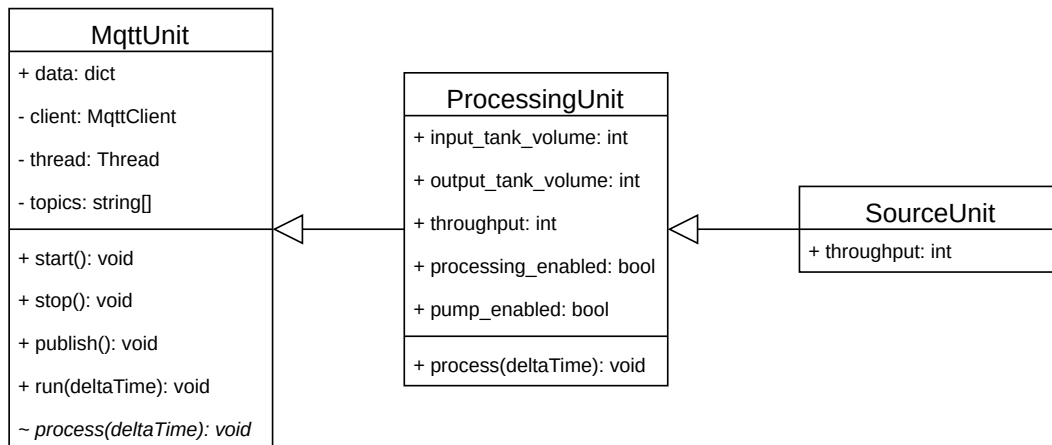 MqttUnit
+ data: dict
- client: MqttClient
- thread: Thread
- topics: string[]
+ start(): void
+ stop(): void
+ publish(): void
+ run(deltaTime): void
~ process(deltaTime): void
ProcessingUnit
+ input_tank_volume: int
+ output_tank_volume: int
+ throughput: int
+ processing_enabled: bool
+ pump_enabled: bool
+ process(deltaTime): void
SourceUnit
+ throughput: int